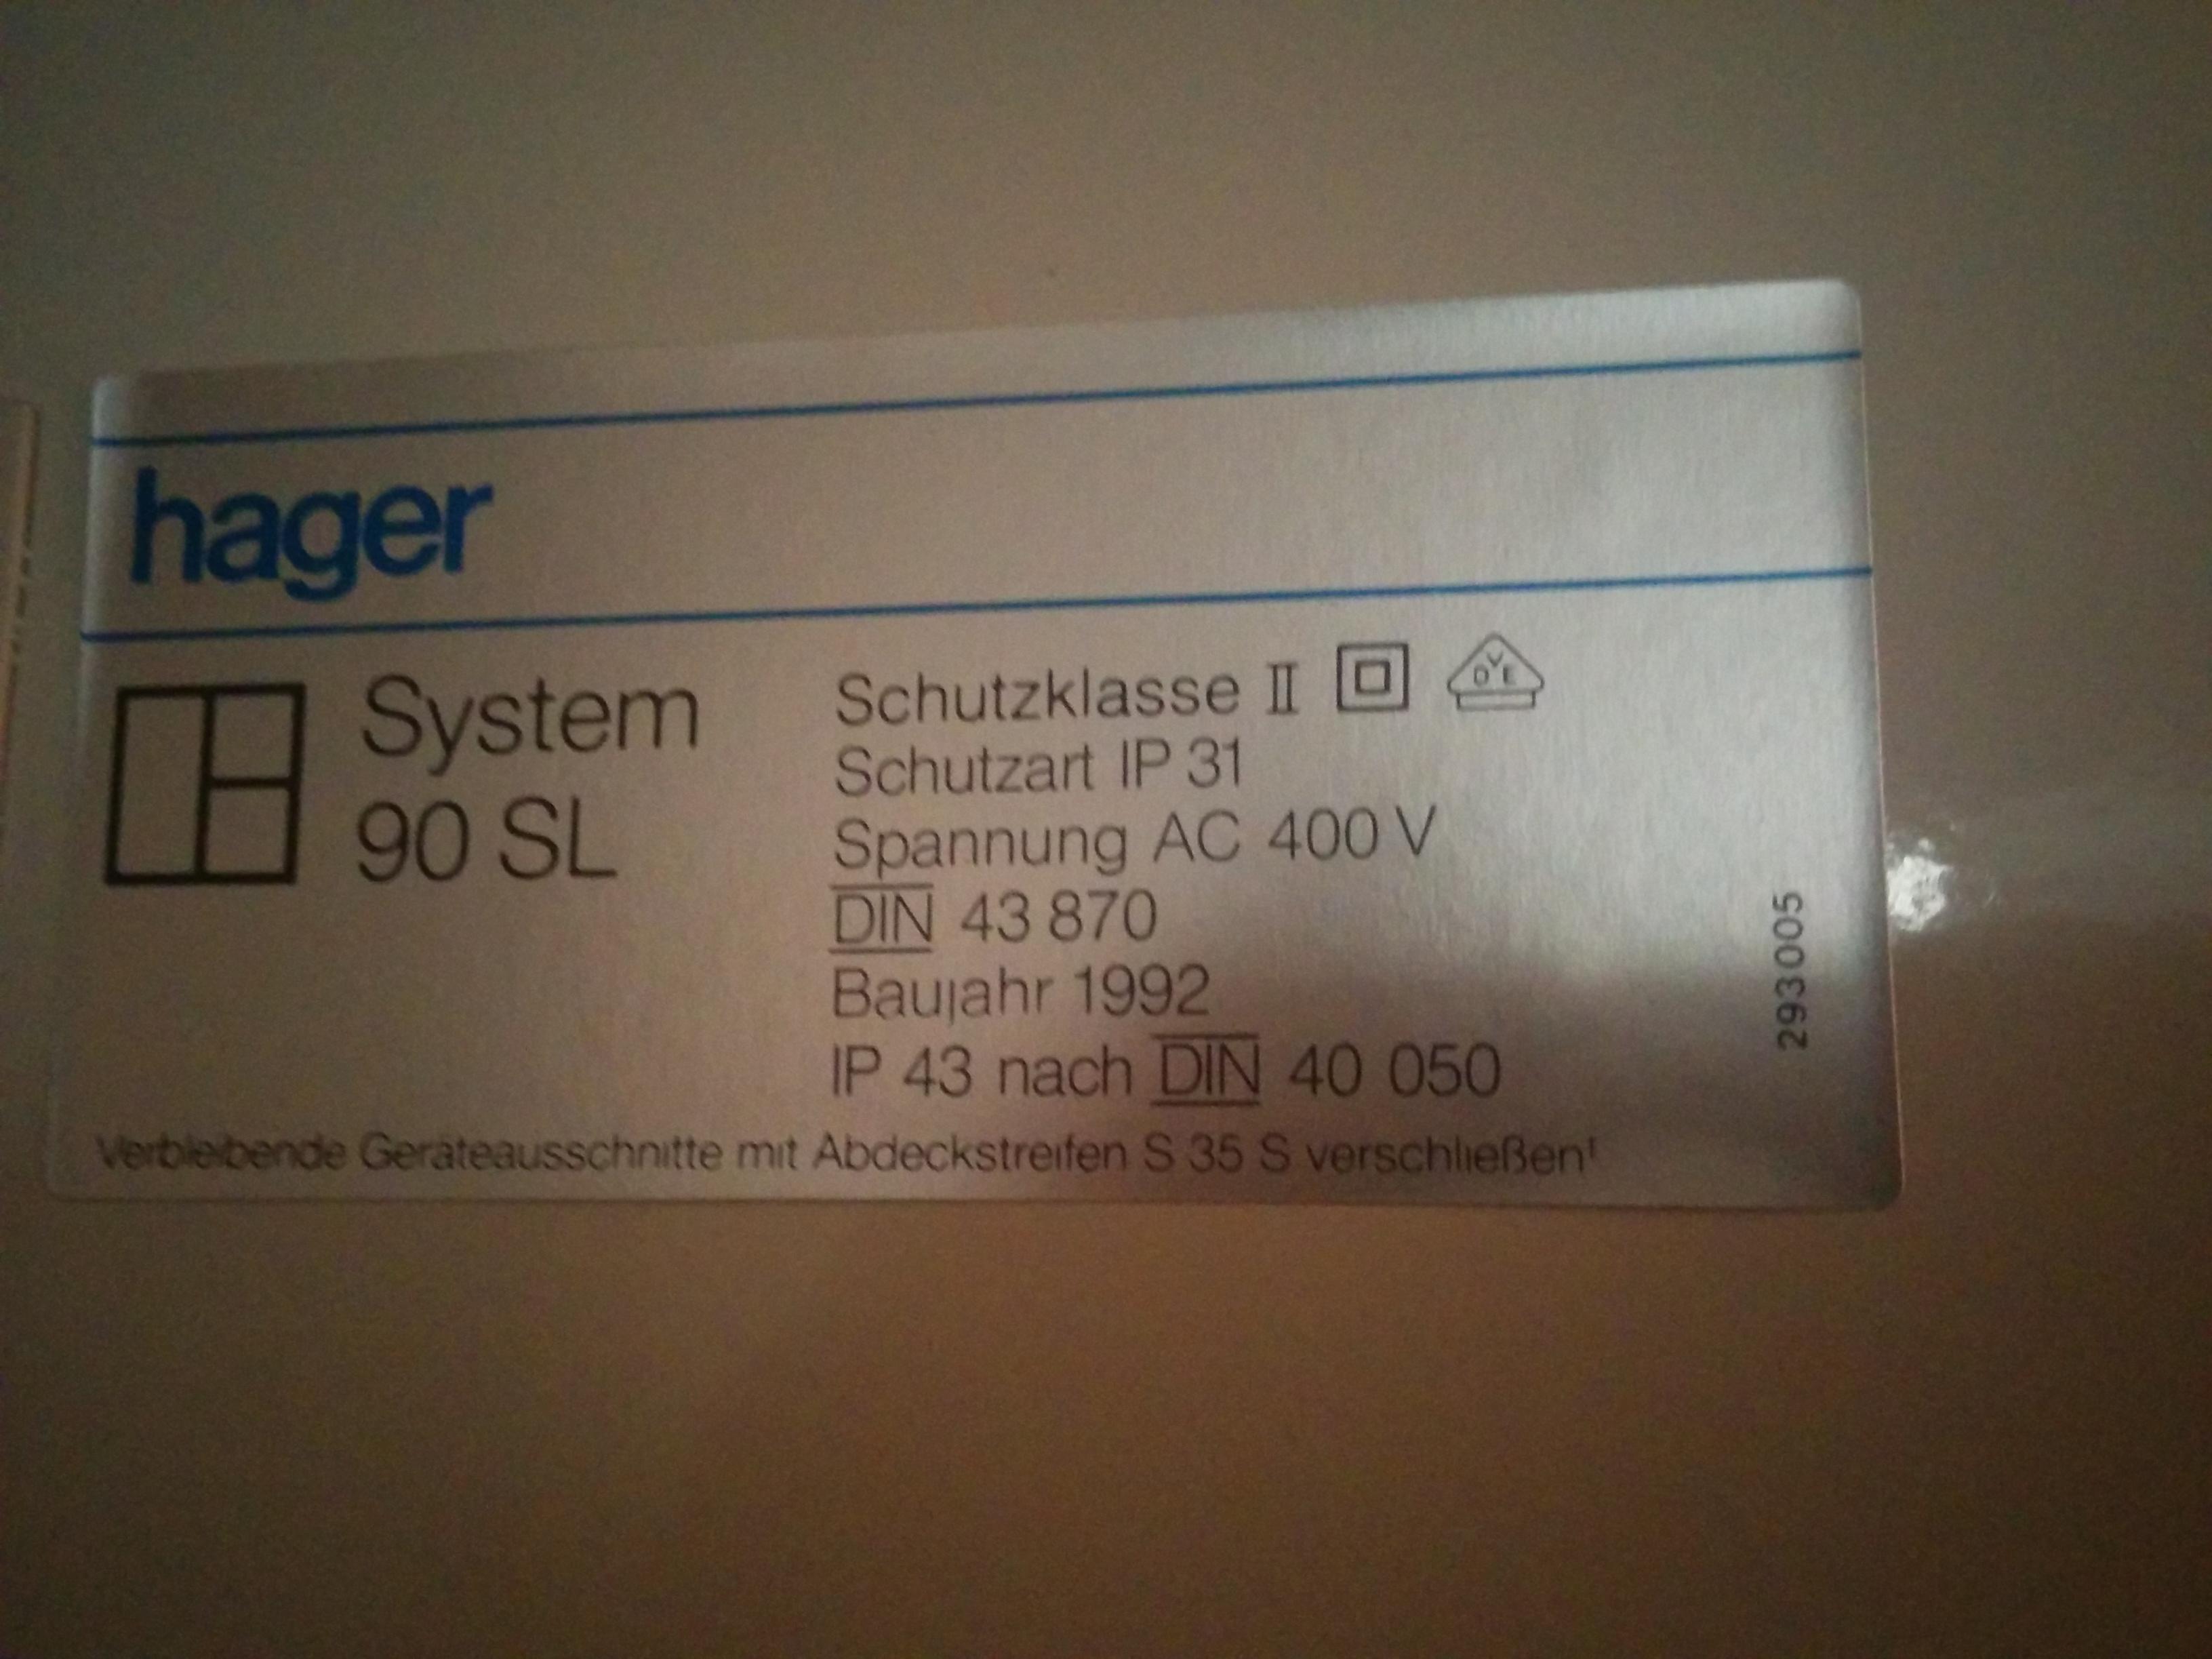 hager
System
90 SL
Schutzklasse II
DVE
Schutzart IP 31
Spannung AC 400 V
DIN 43 870
Baujahr 1992
IP 43 nach DIN 40 050
293005
Verbleibende Geräteausschnitte mit Abdeckstreifen S 35 S verschließen!